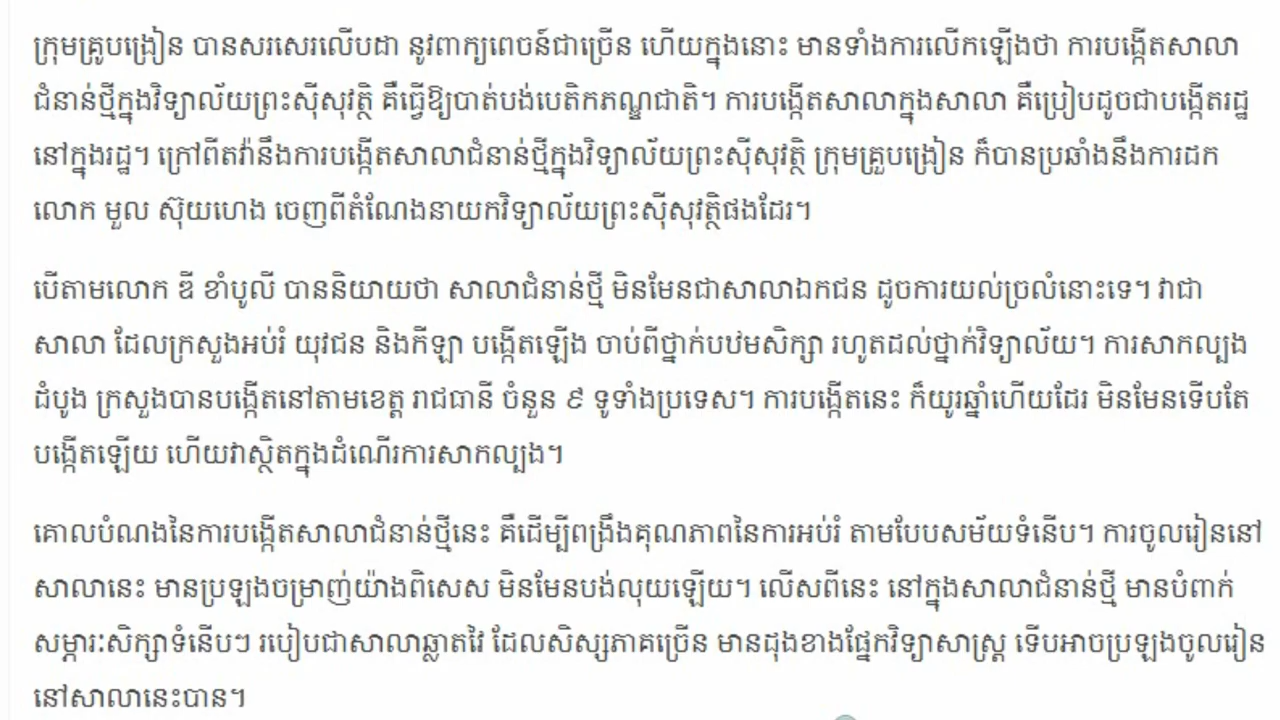 ក្រុមគ្រូបង្រៀន បានសរសេរលើបដា នូវពាក្យពេចន៍ជាច្រើន ហើយក្នុងនោះ មានទាំងការលើកឡើងថា ការបង្កើតសាលា
ជំនាន់ថ្មីក្នុងវិទ្យាល័យព្រះស៊ីសុវត្ថិ គឺធ្វើឱ្យបាត់បង់បេតិកភណ្ឌជាតិ។ ការបង្កើតសាលាក្នុងសាលា គឺប្រៀបដូចជាបង្កើតរដ្ឋ
នៅក្នុងរដ្ឋ។ ក្រៅពីតវ៉ានឹងការបង្កើតសាលាជំនាន់ថ្មីក្នុងវិទ្យាល័យព្រះស៊ីសុវត្ថិ ក្រុមគ្រួបង្រៀន ក៏បានប្រឆាំងនឹងការដក
លោក មួល ស៊ុយហេង ចេញពីតំណែងនាយកវិទ្យាល័យព្រះស៊ីសុវត្ថិផងដែរ។
បើតាមលោក ឌី ខាំបូលី បាននិយាយថា សាលាជំនាន់ថ្មី មិនមែនជាសាលាឯកជន ដូចការយល់ច្រលំនោះទេ។ វាជា
សាលា ដែលក្រសួងអប់រំ យុវជន និងកីឡា បង្កើតឡើង ចាប់ពីថ្នាក់បឋមសិក្សា រហូតដល់ថ្នាក់វិទ្យាល័យ។ ការសាកល្បង
ដំបូង ក្រសួងបានបង្កើតនៅតាមខេត្ត រាជធានី ចំនួន ៩ ទូទាំងប្រទេស។ ការបង្កើតនេះ ក៏យូរឆ្នាំហើយដែរ មិនមែនទើបតែ
បង្កើតឡើយ ហើយវាស្ថិតក្នុងដំណើរការសាកល្បង។
គោលបំណងនៃការបង្កើតសាលាជំនាន់ថ្មីនេះ គឺដើម្បីពង្រឹងគុណភាពនៃការអប់រំ តាមបែបសម័យទំនើប។ ការចូលរៀននៅ
សាលានេះ មានប្រឡងចម្រាញ់យ៉ាងពិសេស មិនមែនបង់លុយឡើយ។ លើសពីនេះ នៅក្នុងសាលាជំនាន់ថ្មី មានបំពាក់
សម្ភារៈសិក្សាទំនើបៗ របៀបជាសាលាឆ្លាតវៃ ដែលសិស្សភាគច្រើន មានដុងខាងផ្នែកវិទ្យាសាស្ត្រ ទើបអាចប្រឡងចូលរៀន
នៅសាលានេះបាន។